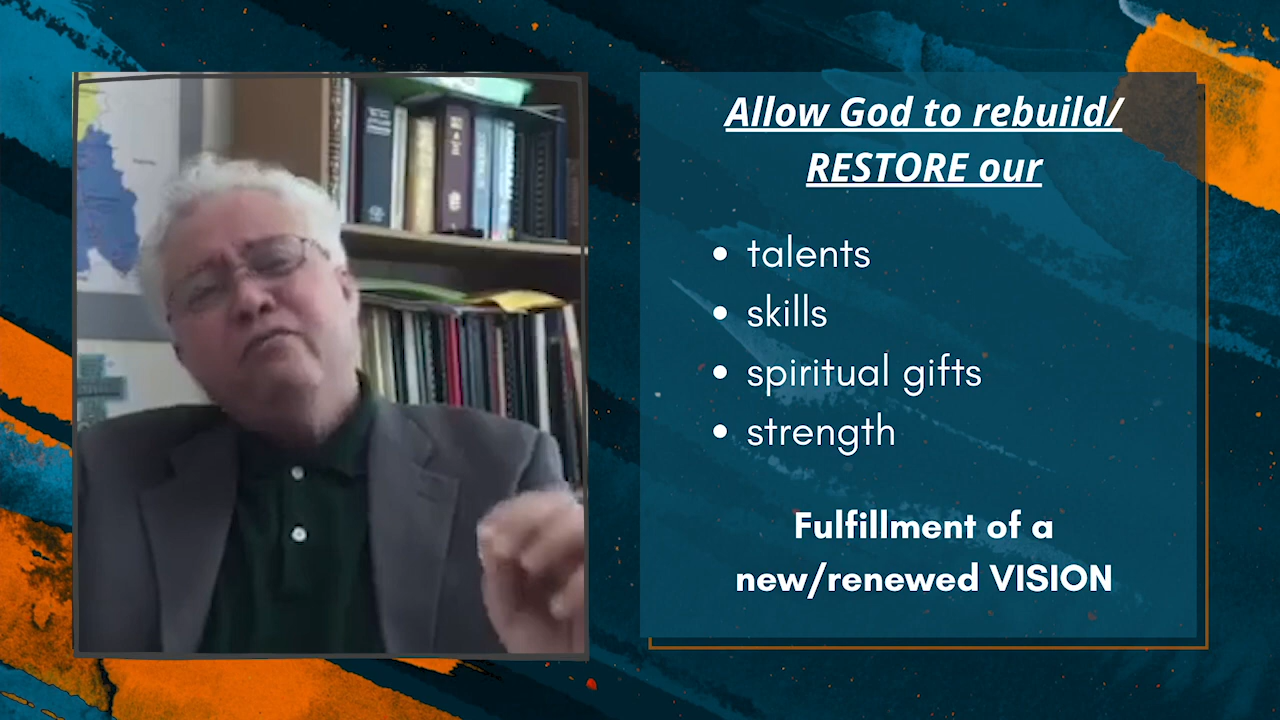 Allow God to rebuild/
RESTORE our
• talents
• skills
• spiritual gifts
• strength
Fulfillment of a
new/renewed VISION